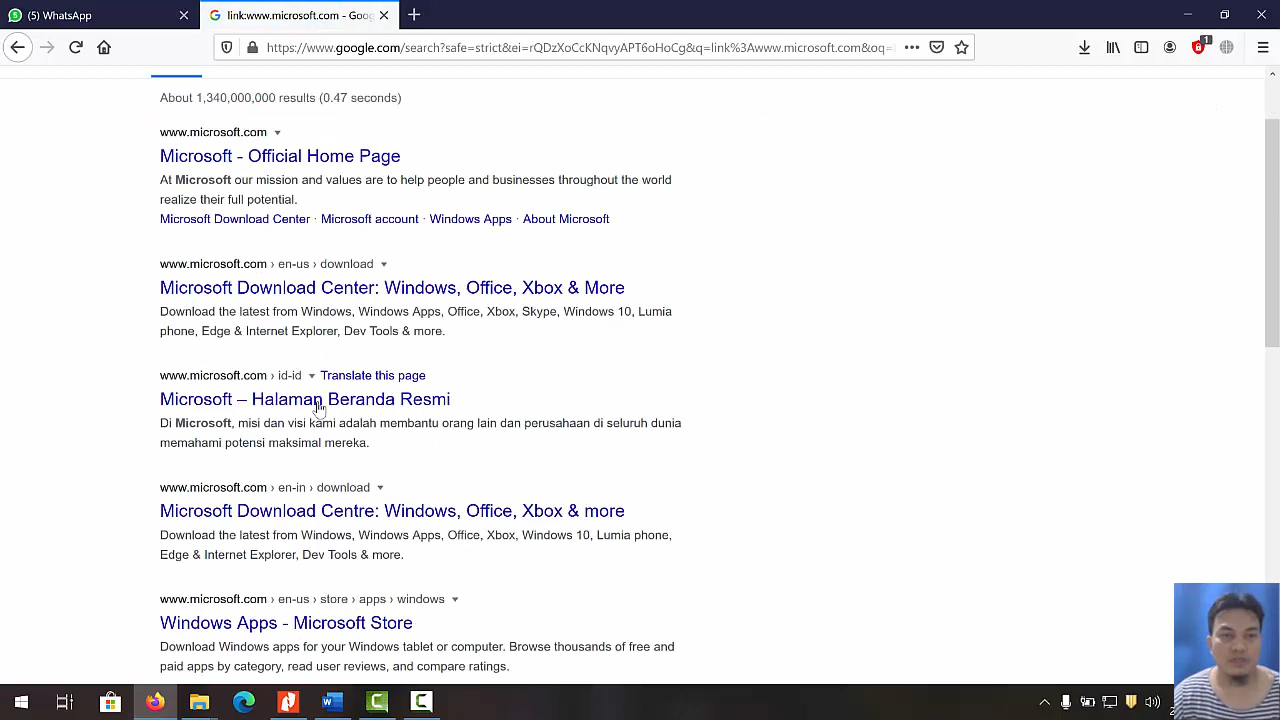 (5) WhatsApp
link:www.microsoft.com - Goog
https://www.google.com/search?safe=strict&ei=rQDzXoCcKNqvyAPT6oHoCg&q=link%3Awww.microsoft.com&oq=
1
About 1,340,000,000 results (0.47 seconds)
www.microsoft.com
Microsoft - Official Home Page
At Microsoft our mission and values are to help people and businesses throughout the world
realize their full potential.
Microsoft Download Center · Microsoft account · Windows Apps · About Microsoft
www.microsoft.com › en-us › download
Microsoft Download Center: Windows, Office, Xbox & More
Download the latest from Windows, Windows Apps, Office, Xbox, Skype, Windows 10, Lumia
phone, Edge & Internet Explorer, Dev Tools & more.
www.microsoft.com › id-id Translate this page
Microsoft – Halaman Beranda Resmi
Di Microsoft, misi dan visi kami adalah membantu orang lain dan perusahaan di seluruh dunia
memahami potensi maksimal mereka.
www.microsoft.com › en-in › download
Microsoft Download Centre: Windows, Office, Xbox & more
Download the latest from Windows, Windows Apps, Office, Xbox, Windows 10, Lumia phone,
Edge & Internet Explorer, Dev Tools & more.
www.microsoft.com › en-us › store › apps › windows
Windows Apps - Microsoft Store
Download Windows apps for your Windows tablet or computer. Browse thousands of free and
paid apps by category, read user reviews, and compare ratings.